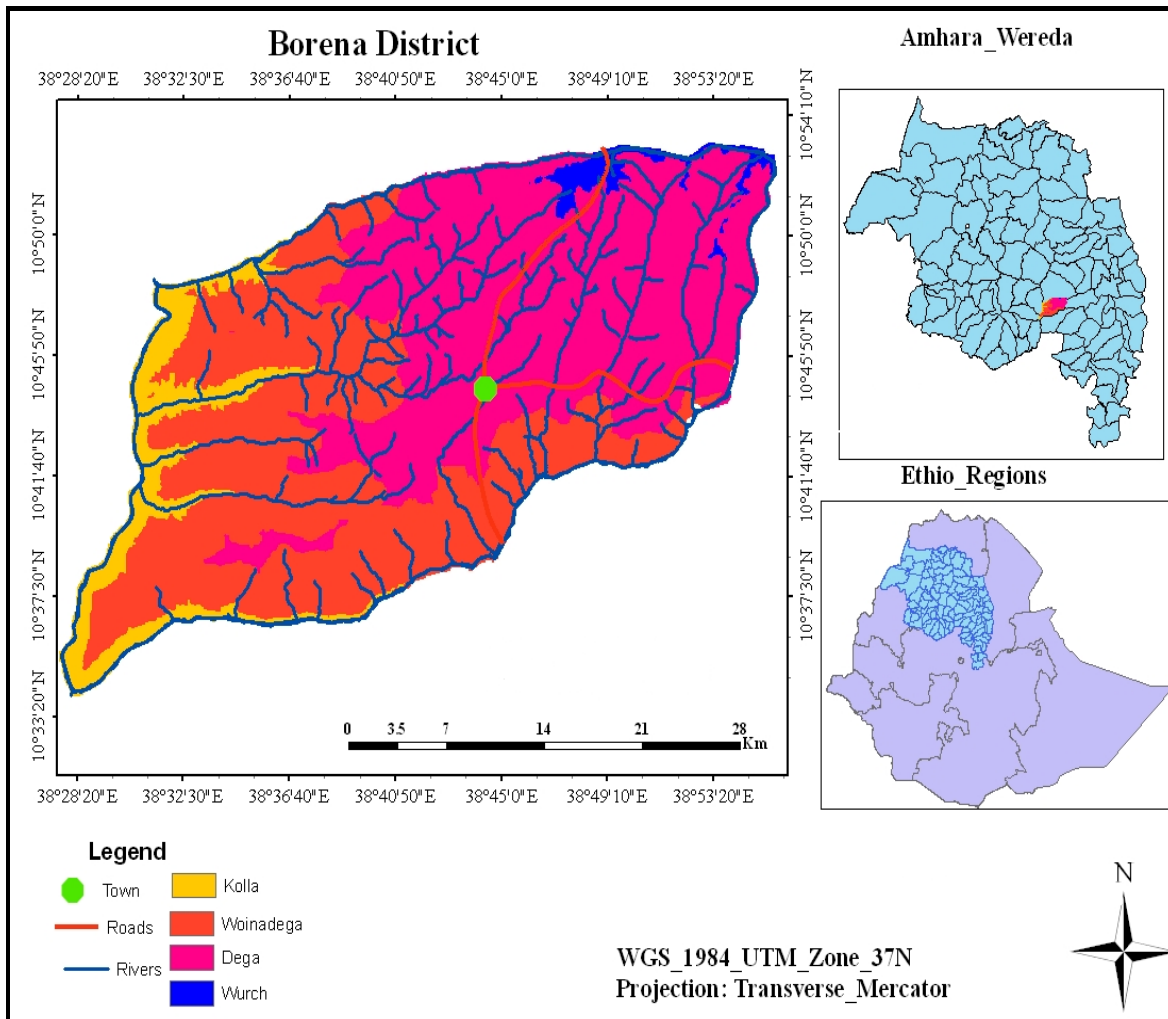 Borena District
38°28'20"E 38°32'30"E 38°36'40"E 38°40'50"E 38°45'0"E 38°49'10"E 38°53'20"E
10°50'0"N
10°45'50"N
10°41'40"N
10°37'30"N
10°33'20"N
10°54'10"N
10°50'0"N
10°45'50"N
10°41'40"N
10°37'30"N
0 3.5 7 14 21 28
Km
38°28'20"E 38°32'30"E 38°36'40"E 38°40'50"E 38°45'0"E 38°49'10"E 38°53'20"E
Amhara_Wereda
Ethio_Regions
Legend
Town
Roads
Rivers
Kolla
Woinadega
Dega
Wurch
WGS_1984_UTM_Zone_37N
Projection: Transverse_Mercator
N